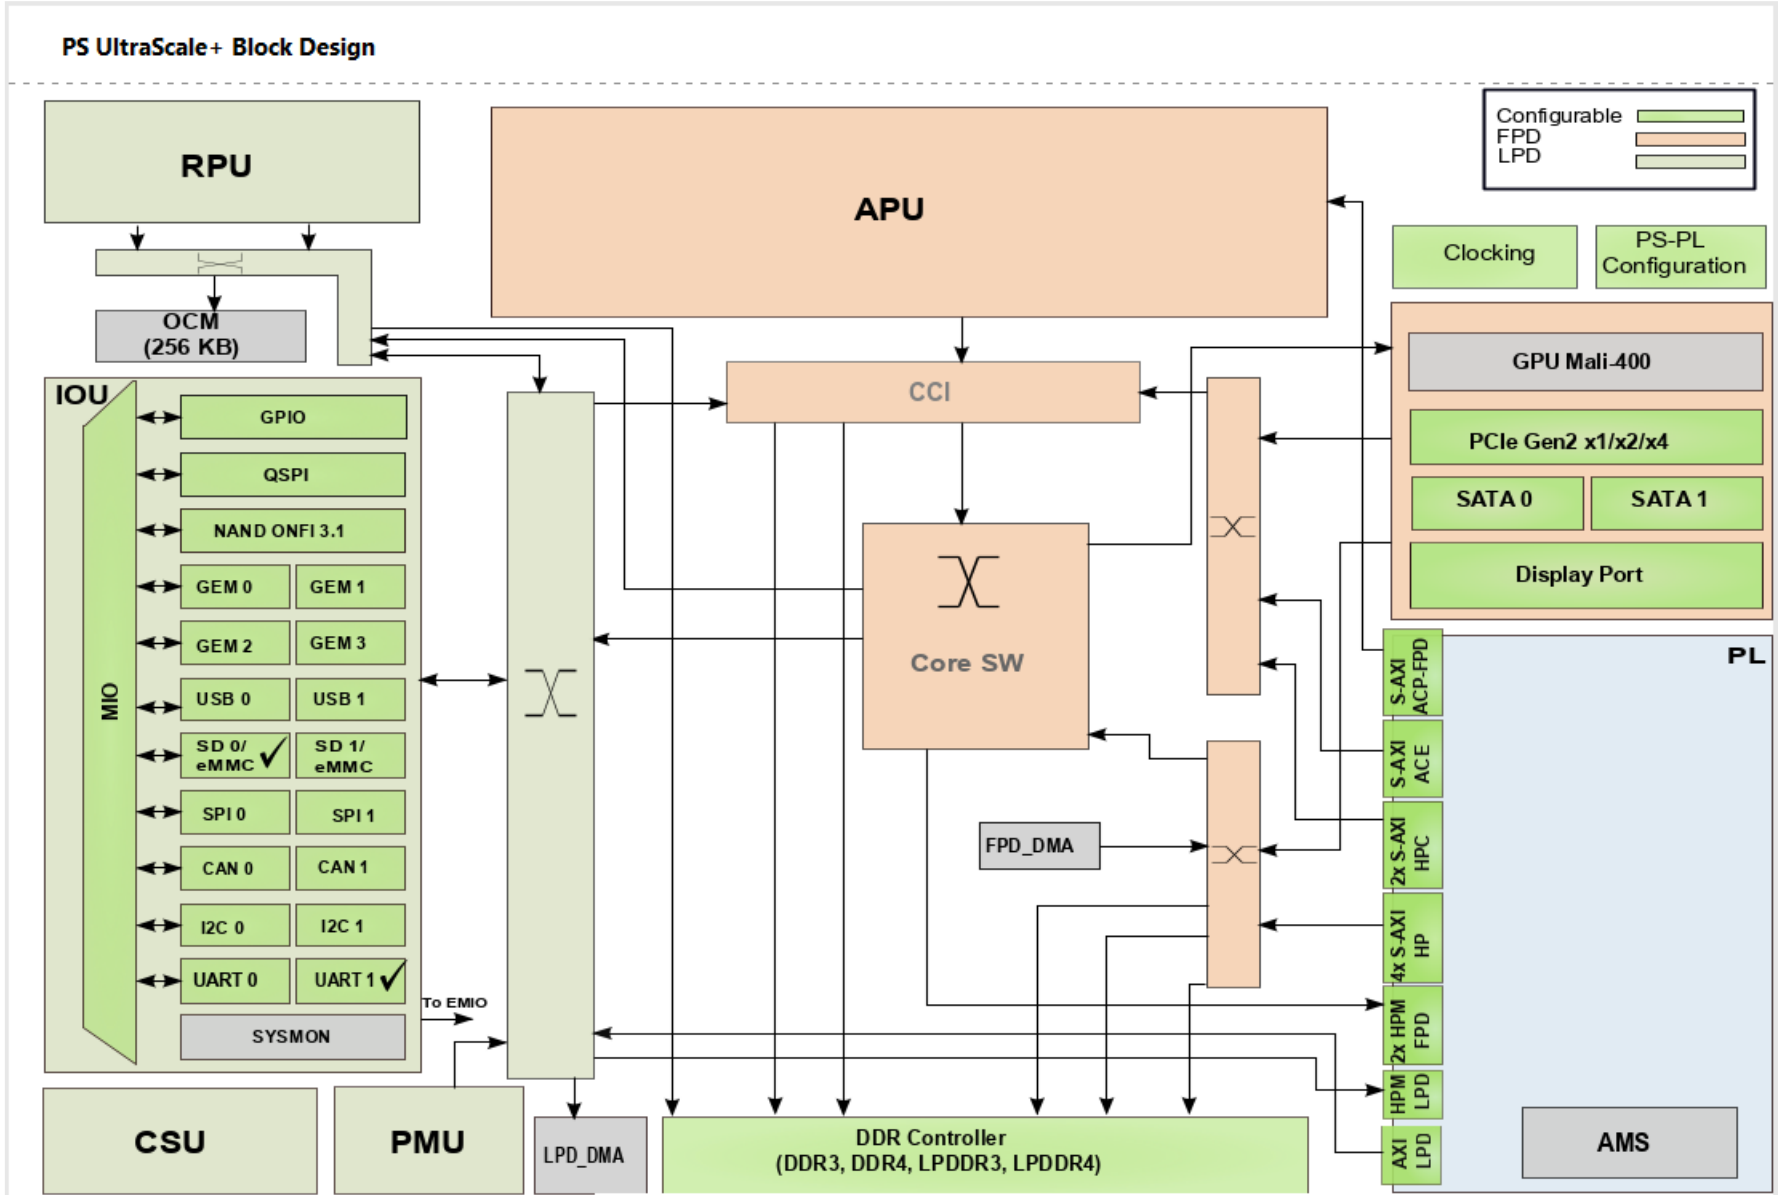 PS UltraScale+ Block Design
Configurable
FPD
LPD
RPU
APU
Clocking
PS-PL
Configuration
OCM
(256 KB)
GPU Mali-400
CCI
IOU
GPIO
PCIe Gen2 x1/x2/x4
QSPI
SATA 0
SATA 1
NAND ONFI 3.1
Display Port
GEM 0
GEM 1
GEM 2
GEM 3
Core SW
PL
MIO
USB 0
USB 1
S-AXI
ACP-FPD
SD 0/
eMMC
SD 1/
eMMC
S-AXI
ACE
SPI 0
SPI 1
FPD_DMA
2x S-AXI
HPC
CAN 0
CAN 1
I2C 0
I2C 1
4x S-AXI
HP
UART 0
UART 1
To EMIO
2x HPM
FPD
SYSMON
HPM
LPD
CSU
PMU
LPD_DMA
DDR Controller
(DDR3, DDR4, LPDDR3, LPDDR4)
AXI
LPD
AMS